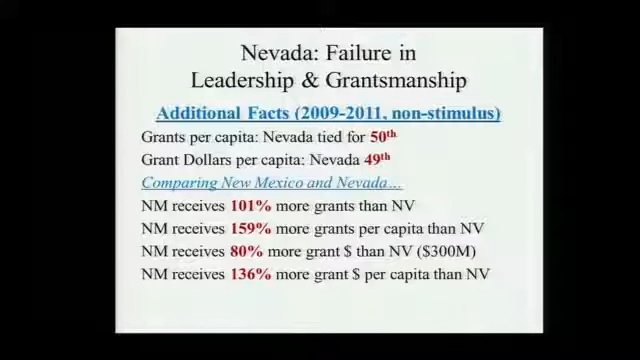 Nevada: Failure in
Leadership & Grantsmanship
Additional Facts (2009-2011, non-stimulus)
Grants per capita: Nevada tied for 50th
Grant Dollars per capita: Nevada 49th
Comparing New Mexico and Nevada…
NM receives 101% more grants than NV
NM receives 159% more grants per capita than NV
NM receives 80% more grant $ than NV ($300M)
NM receives 136% more grant $ per capita than NV